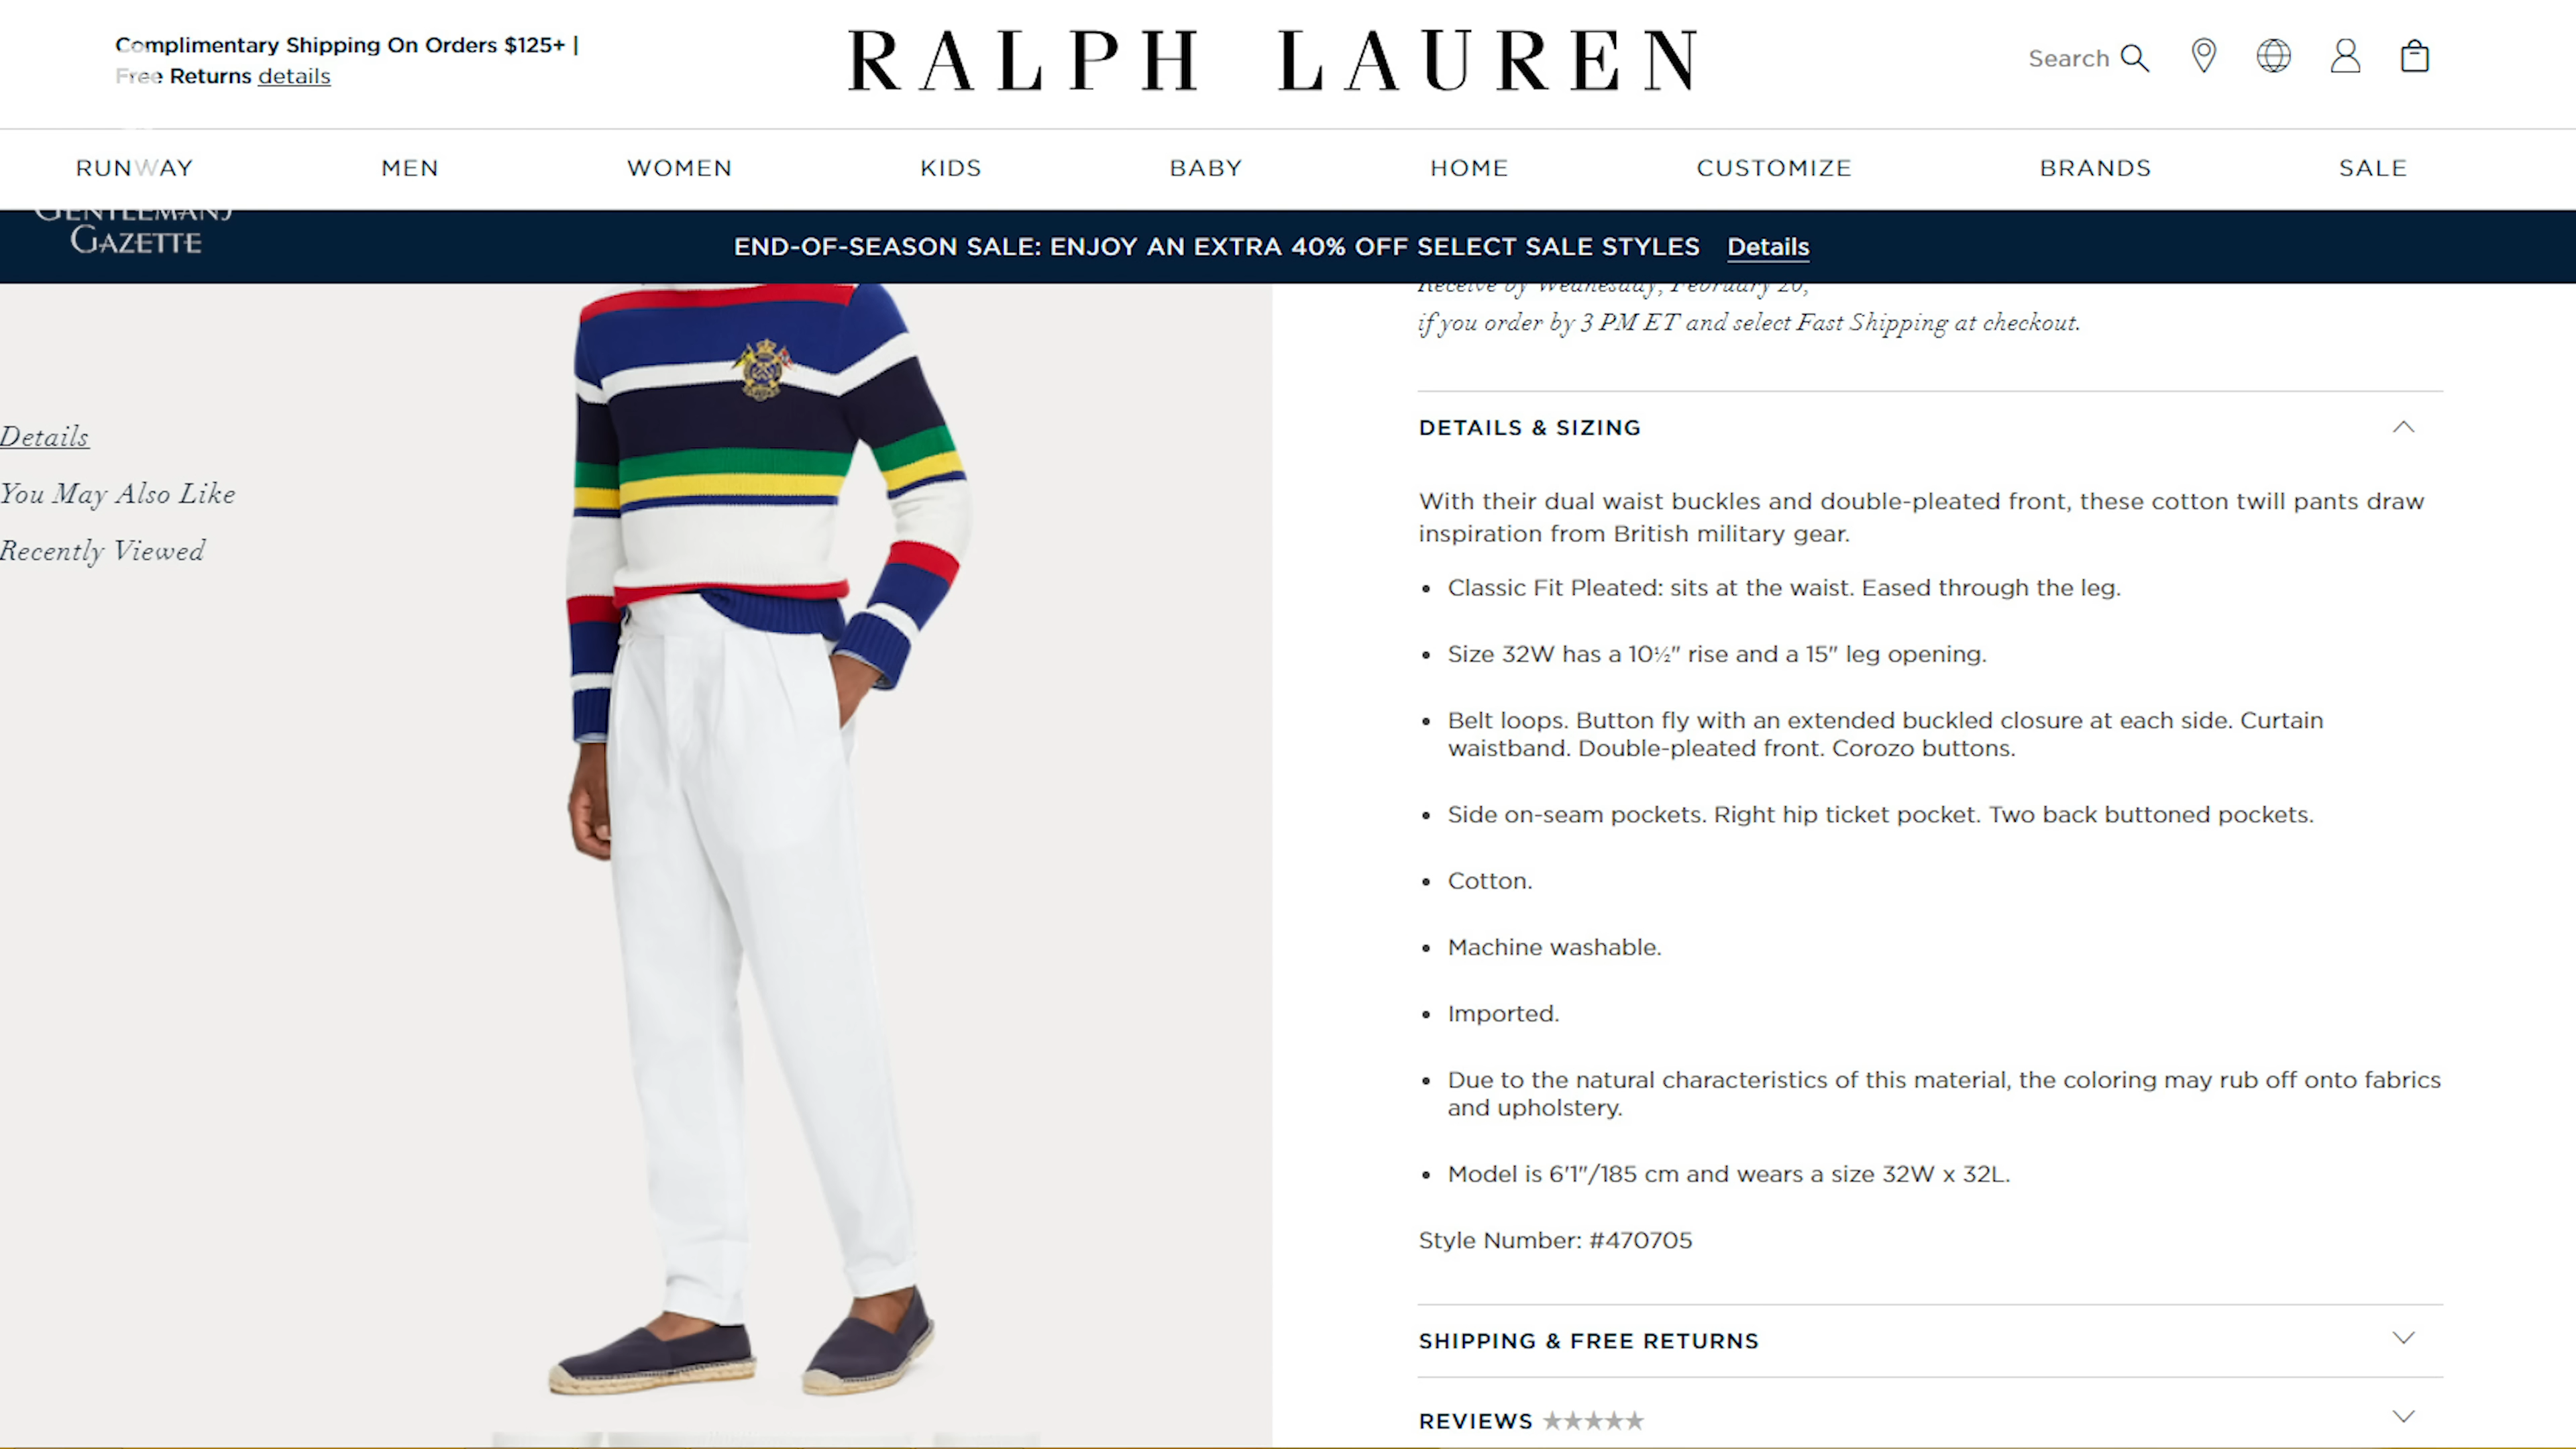 Complimentary Shipping On Orders $125+ |
Free Returns details
RALPH LAUREN
Search
RUNWAY MEN WOMEN KIDS BABY HOME CUSTOMIZE BRANDS SALE
GENTLEMAN'S
GAZETTE
END-OF-SEASON SALE: ENJOY AN EXTRA 40% OFF SELECT SALE STYLES Details
Details
You May Also Like
Recently Viewed
Receive by Wednesday, February 26,
if you order by 3 PM ET and select Fast Shipping at checkout.
DETAILS & SIZING
With their dual waist buckles and double-pleated front, these cotton twill pants draw
inspiration from British military gear.
• Classic Fit Pleated: sits at the waist. Eased through the leg.
• Size 32W has a 10½" rise and a 15" leg opening.
• Belt loops. Button fly with an extended buckled closure at each side. Curtain
waistband. Double-pleated front. Corozo buttons.
• Side on-seam pockets. Right hip ticket pocket. Two back buttoned pockets.
• Cotton.
• Machine washable.
• Imported.
• Due to the natural characteristics of this material, the coloring may rub off onto fabrics
and upholstery.
• Model is 6'1"/185 cm and wears a size 32W x 32L.
Style Number: #470705
SHIPPING & FREE RETURNS
REVIEWS